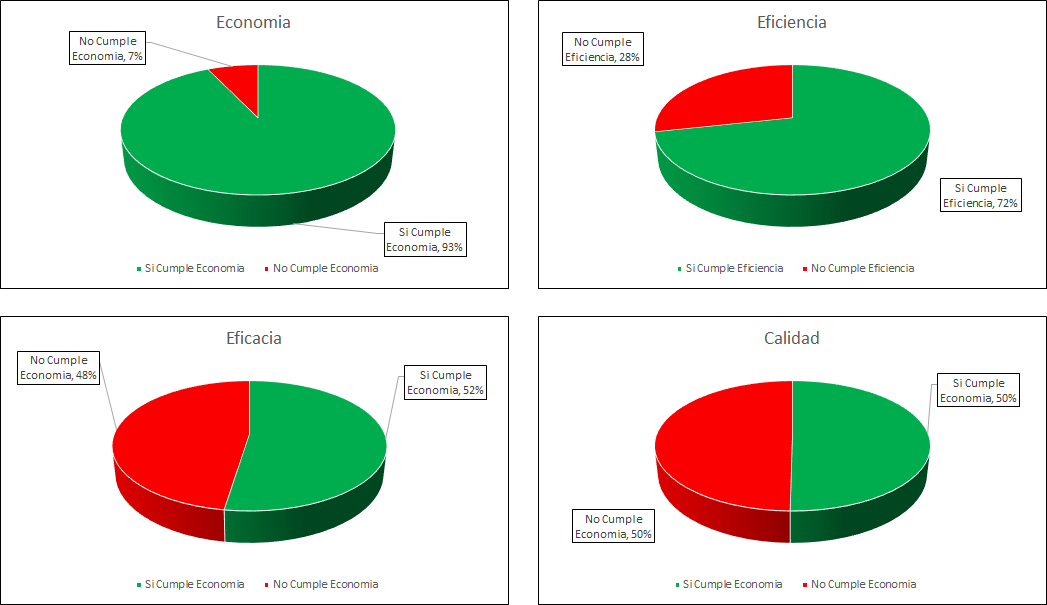 Economia
No Cumple
Economia, 7%
Si Cumple
Economia, 93%
Si Cumple Economia
No Cumple Economia
Eficiencia
No Cumple
Eficiencia, 28%
Si Cumple
Eficiencia, 72%
Si Cumple Eficiencia
No Cumple Eficiencia
Eficacia
No Cumple
Economia, 48%
Si Cumple
Economia, 52%
Si Cumple Economia
No Cumple Economia
Calidad
Si Cumple
Economia, 50%
No Cumple
Economia, 50%
Si Cumple Economia
No Cumple Economia